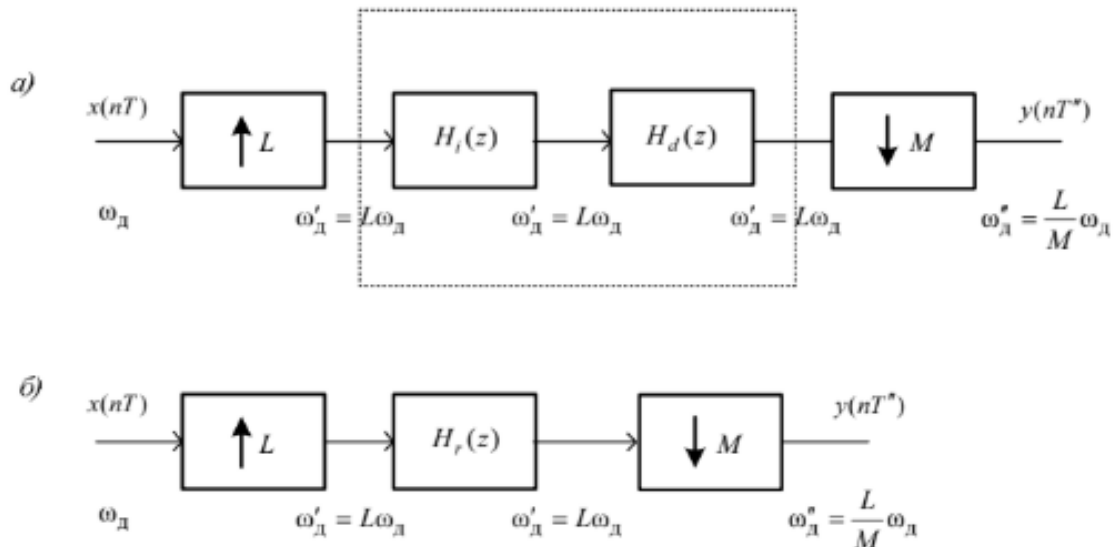 а)
x(nT)
y(nT″)
↑ L
H_i(z)
H_d(z)
↓ M
ω_д
ω′_д = Lω_д
ω′_д = Lω_д
ω′_д = Lω_д
ω″_д = L/M ω_д
б)
x(nT)
y(nT″)
↑ L
H_r(z)
↓ M
ω_д
ω′_д = Lω_д
ω′_д = Lω_д
ω″_д = L/M ω_д